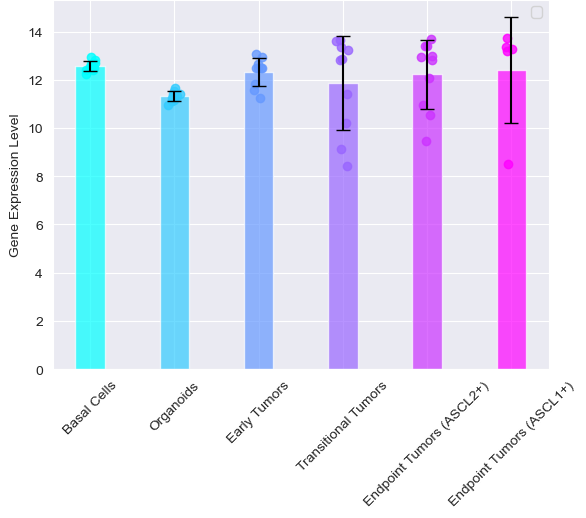 Gene Expression Level
14
12
10
8
6
4
2
0
Basal Cells
Organoids
Early Tumors
Transitional Tumors
Endpoint Tumors (ASCL2+)
Endpoint Tumors (ASCL1+)